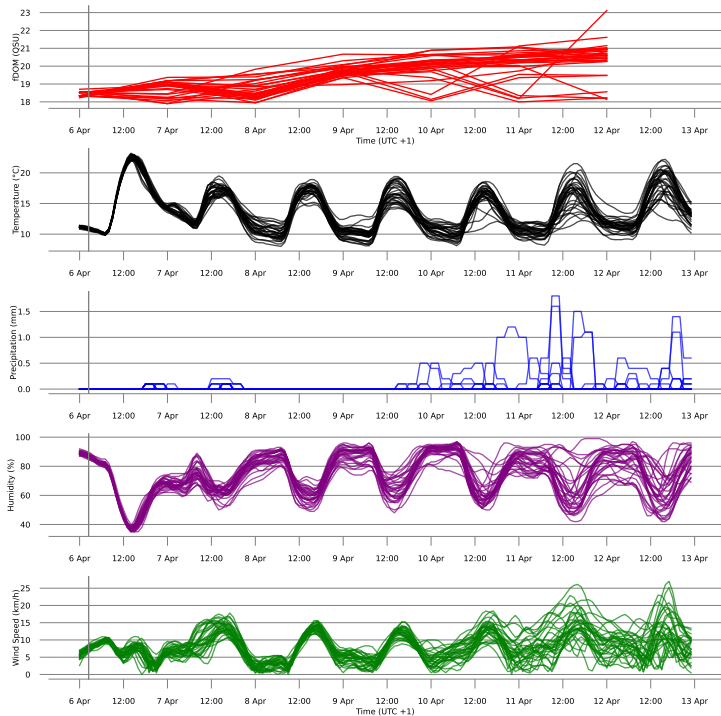 fDOM (QSU)
23
22
21
20
19
18
6 Apr 12:00 7 Apr 12:00 8 Apr 12:00 9 Apr 12:00 10 Apr 12:00 11 Apr 12:00 12 Apr 12:00 13 Apr
Time (UTC +1)
Temperature (°C)
20
15
10
6 Apr 12:00 7 Apr 12:00 8 Apr 12:00 9 Apr 12:00 10 Apr 12:00 11 Apr 12:00 12 Apr 12:00 13 Apr
Precipitation (mm)
1.5
1.0
0.5
0.0
6 Apr 12:00 7 Apr 12:00 8 Apr 12:00 9 Apr 12:00 10 Apr 12:00 11 Apr 12:00 12 Apr 12:00 13 Apr
Humidity (%)
100
80
60
40
6 Apr 12:00 7 Apr 12:00 8 Apr 12:00 9 Apr 12:00 10 Apr 12:00 11 Apr 12:00 12 Apr 12:00 13 Apr
Wind Speed (km/h)
25
20
15
10
5
0
6 Apr 12:00 7 Apr 12:00 8 Apr 12:00 9 Apr 12:00 10 Apr 12:00 11 Apr 12:00 12 Apr 12:00 13 Apr
Time (UTC +1)